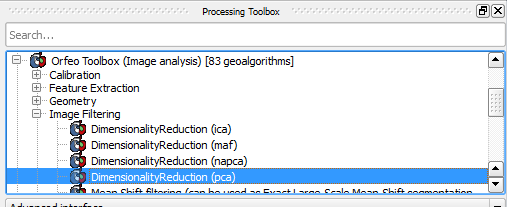 Processing Toolbox
Search...
Orfeo Toolbox (Image analysis) [83 geoalgorithms]
Calibration
Feature Extraction
Geometry
Image Filtering
DimensionalityReduction (ica)
DimensionalityReduction (maf)
DimensionalityReduction (napca)
DimensionalityReduction (pca)
Mean Shift filtering (can be used as Exact Large-Scale Mean-Shift segmentation
Advanced interface